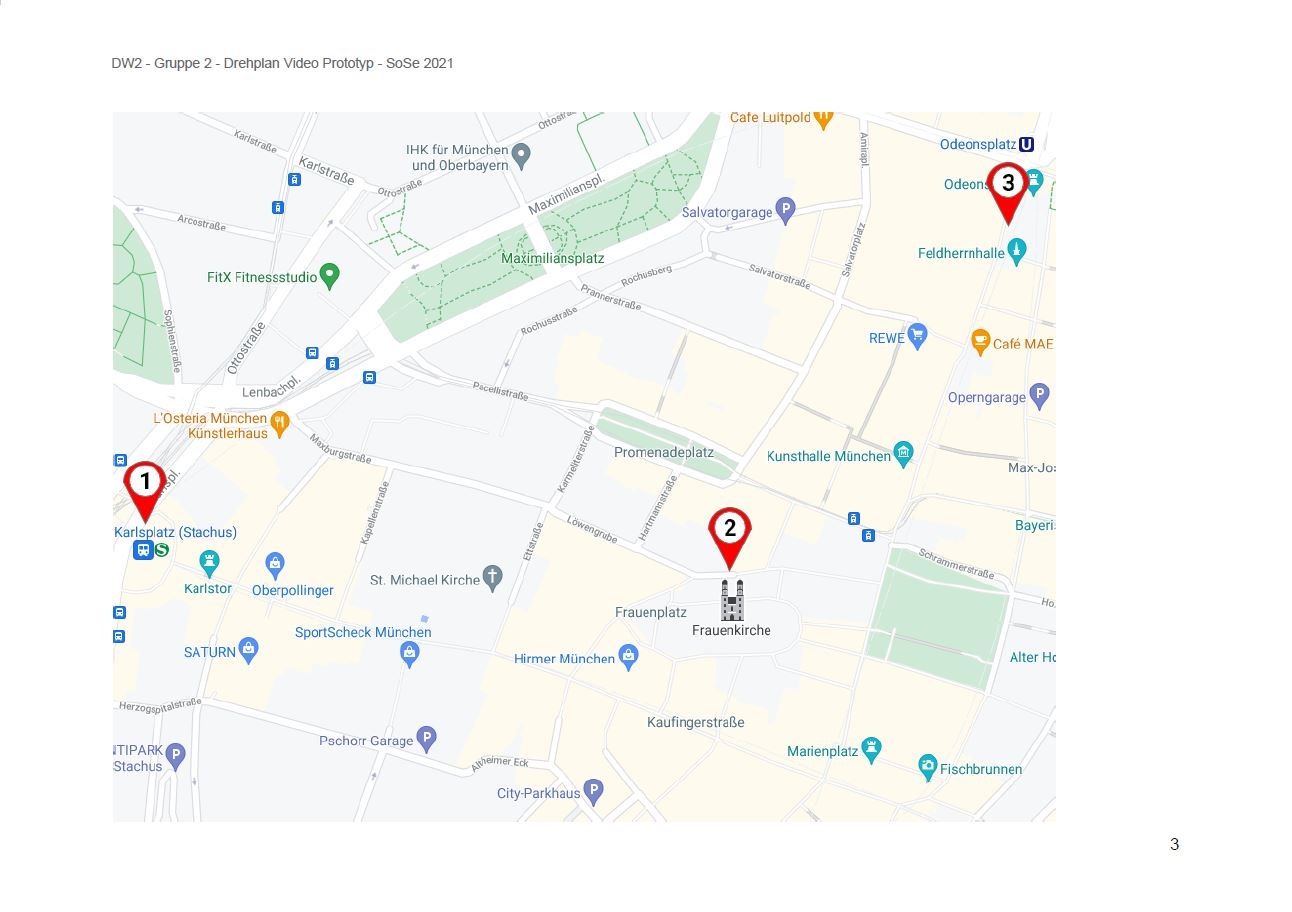 DW2 - Gruppe 2 - Drehplan Video Prototyp - SoSe 2021
Cafe Luitpold
Ottostraße
Karlstraße
Amirapl.
Odeonsplatz U
IHK für München
und Oberbayern
Karlstraße
Ottostraße
Maximianspl.
Odeons
3
Salvatorgarage P
Arcostraße
Salvatorplatz
Feldherrnhalle
Maximiliansplatz
FitX Fitnessstudio
Rochusberg
Salvatorstraße
Prannerstraße
Sophienstraße
Rochusstraße
Ottostraße
REWE
Café MAE
Lenbachpl.
Pacellistraße
Operngarage P
L'Osteria München
Künstlerhaus
Maxburgstraße
Karmeliterstraße
Promenadeplatz
Kunsthalle München
Max-Jo
1
nspl.
Hartmannstraße
Kapellenstraße
Ettstraße
Löwengrube
2
Bayeri
Karlsplatz (Stachus)
S
Schrammerstraße
Karlstor
Oberpollinger
St. Michael Kirche
Frauenplatz
Ho
Frauenkirche
SportScheck München
SATURN
Hirmer München
Alter Ho
Herzogspitalstraße
Kaufingerstraße
Pschorr Garage P
NTIPARK
Stachus P
Altheimer Eck
Marienplatz
Fischbrunnen
City-Parkhaus P
3